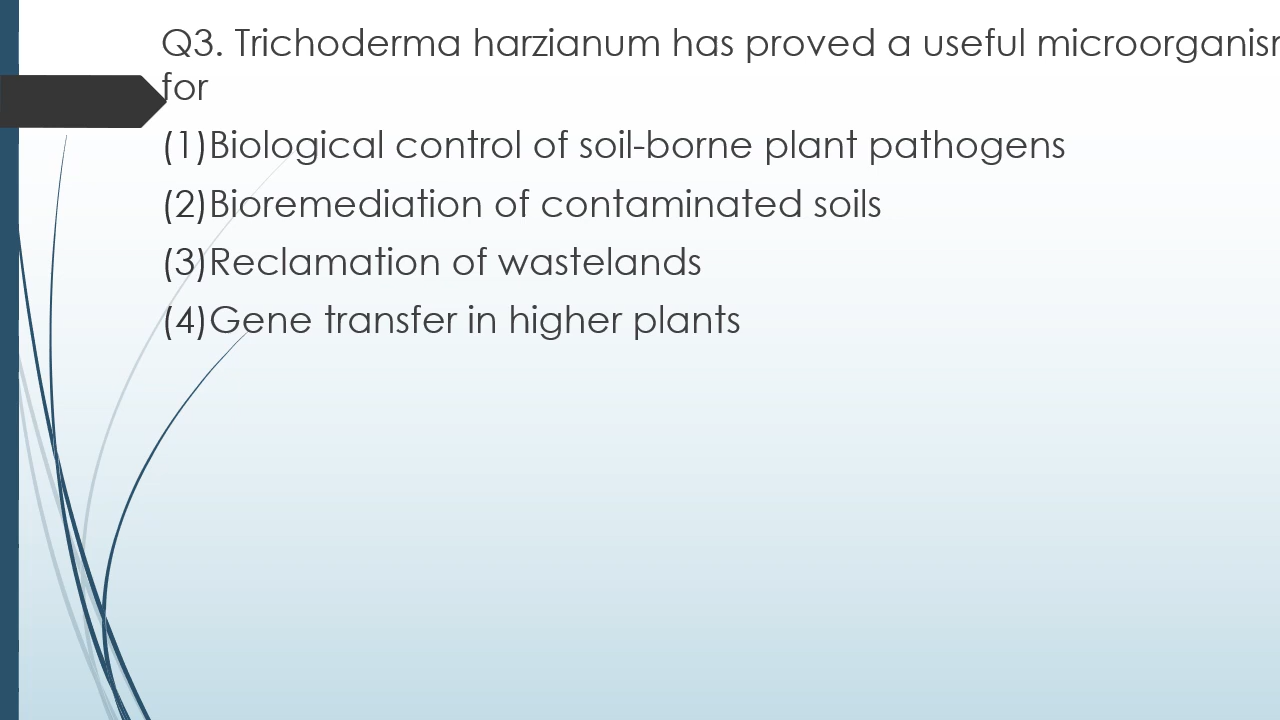 Q3. Trichoderma harzianum has proved a useful
for
(1)Biological control of soil-borne plant pathogens
(2)Bioremediation of contaminated soils
(3)Reclamation of wastelands
(4)Gene transfer in higher plants